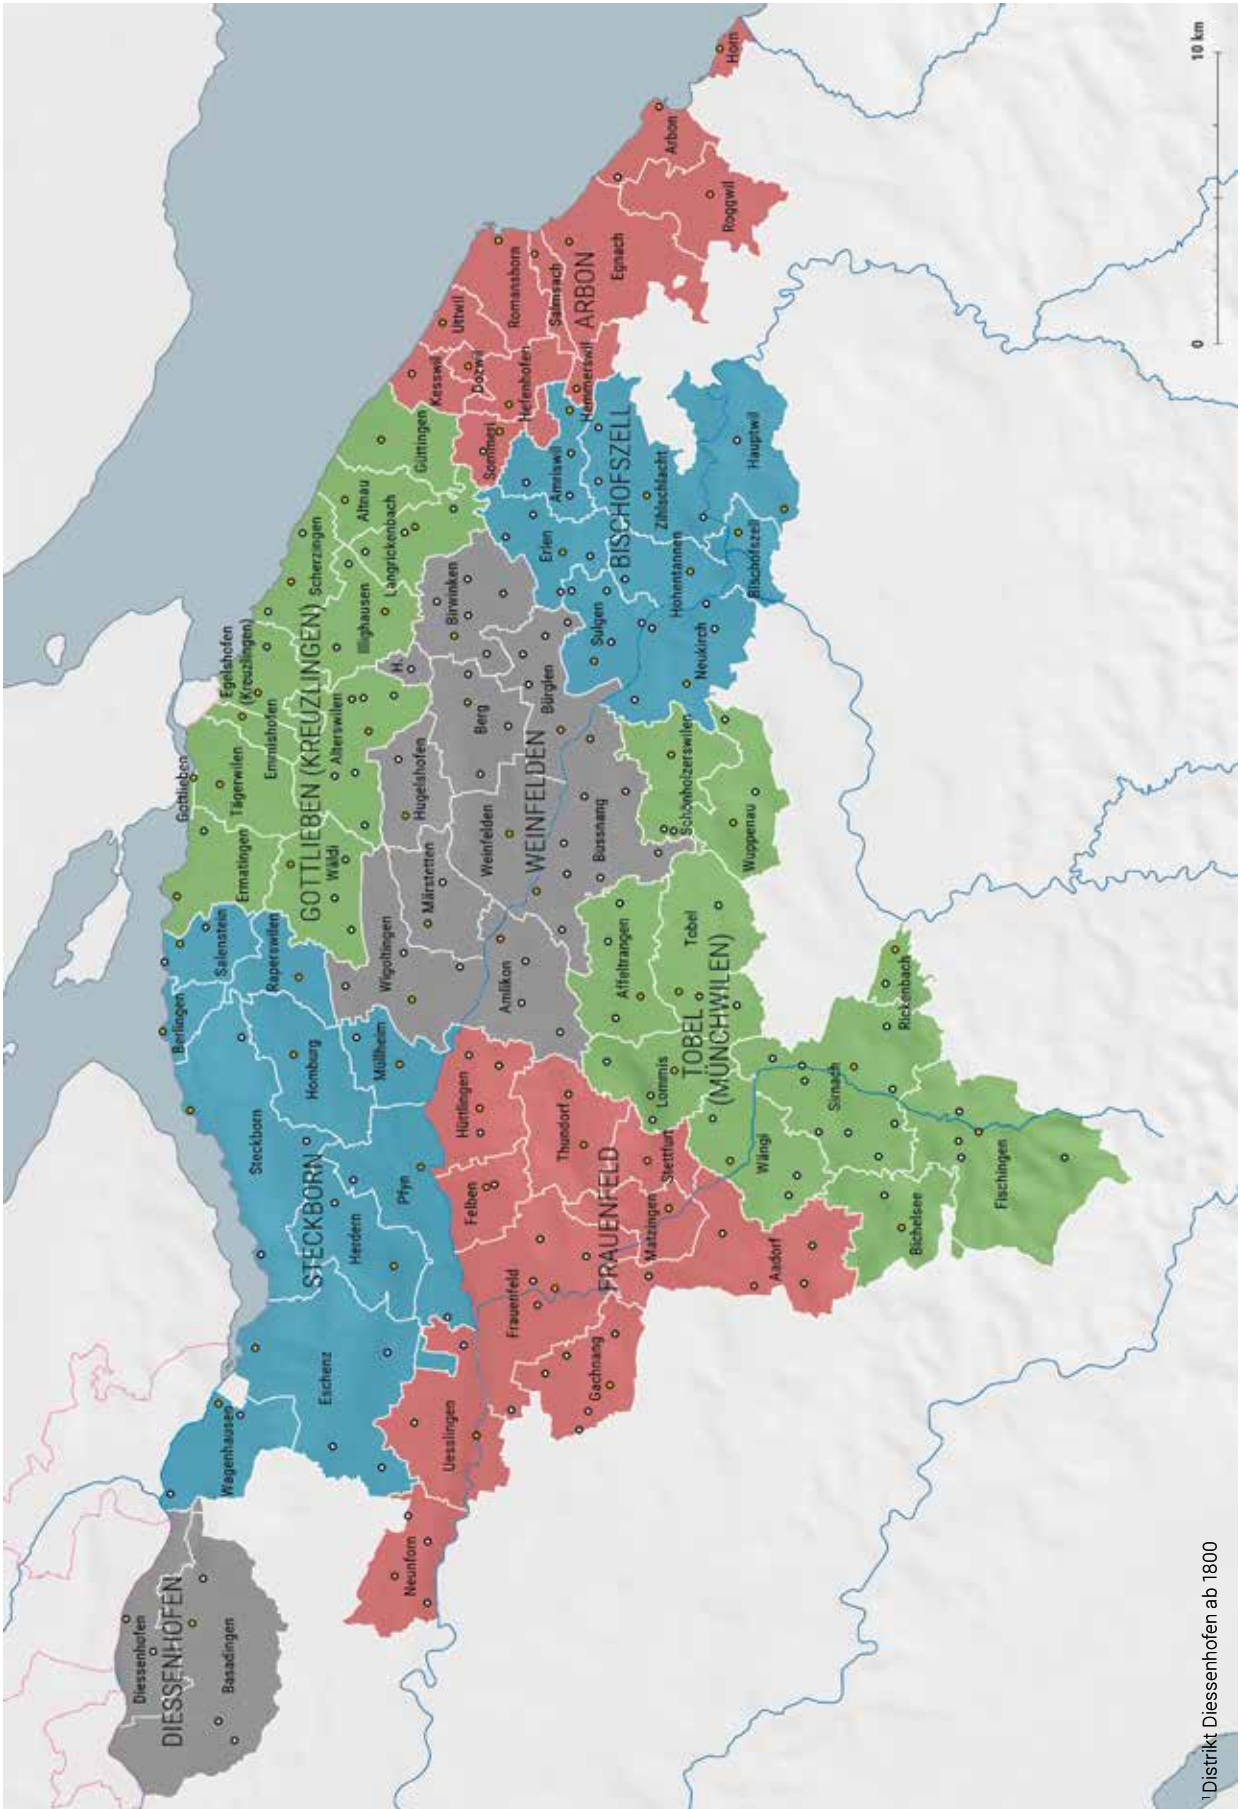 DIESSENHOFEN
Diessenhofen
Basadingen
STECKBORN
Wagenhausen
Eschenz
Steckborn
Herdern
Pfyn
Homburg
Müllheim
Berlingen
Salenstein
Raperswilen
GOTTLIEBEN (KREUZLINGEN)
Ermatingen
Wäldi
Gottlieben
Tägerwilen
Emmishofen
Egelshofen
(Kreuzlingen)
Alterswilen
Illighausen
Scherzingen
Altnau
Langrickenbach
Güttingen
ARBON
Kesswil
Uttwil
Dozwil
Sommeri
Hefenhofen
Romanshorn
Salmsach
Hemmerswil
Egnach
Arbon
Roggwil
Horn
WEINFELDEN
Wigoltingen
Märstetten
Amlikon
Weinfelden
Hugelshofen
H.
Berg
Birwinken
Bürglen
Bussnang
BISCHOFSZELL
Amriswil
Erlen
Sulgen
Zihlschlacht
Hohentannen
Neukirch
Bischofszell
Hauptwil
FRAUENFELD
Neunforn
Uesslingen
Frauenfeld
Gachnang
Felben
Hüttlingen
Thundorf
Stettfurt
Matzingen
Aadorf
TOBEL
(MÜNCHWILEN)
Affeltrangen
Tobel
Lommis
Schönholzerswilen
Wuppenau
Wängi
Sirnach
Rickenbach
Bichelsee
Fischingen
0 10 km
¹Distrikt Diessenhofen ab 1800